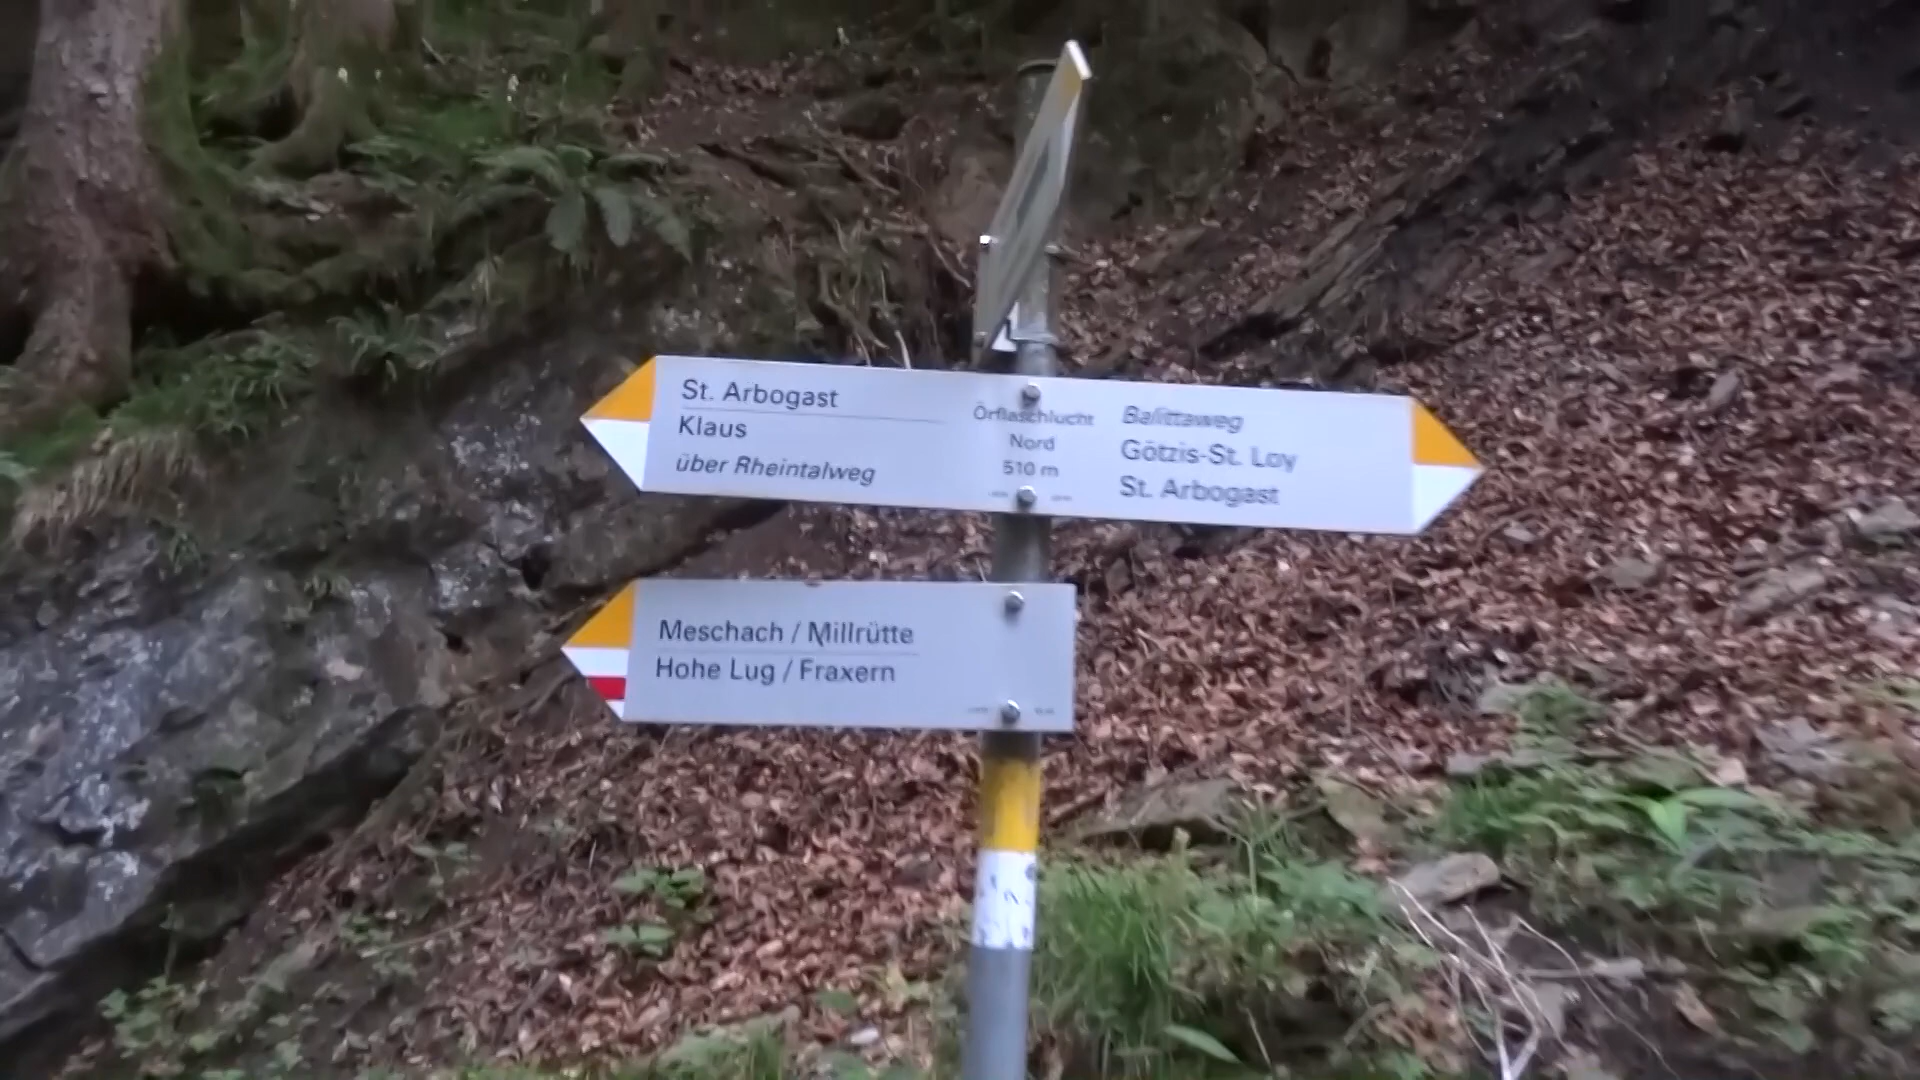 St. Arbogast
Klaus
über Rheintalweg
Örflaschlucht
Nord
510 m
Balittaweg
Götzis-St. Loy
St. Arbogast
Meschach / Millrütte
Hohe Lug / Fraxern